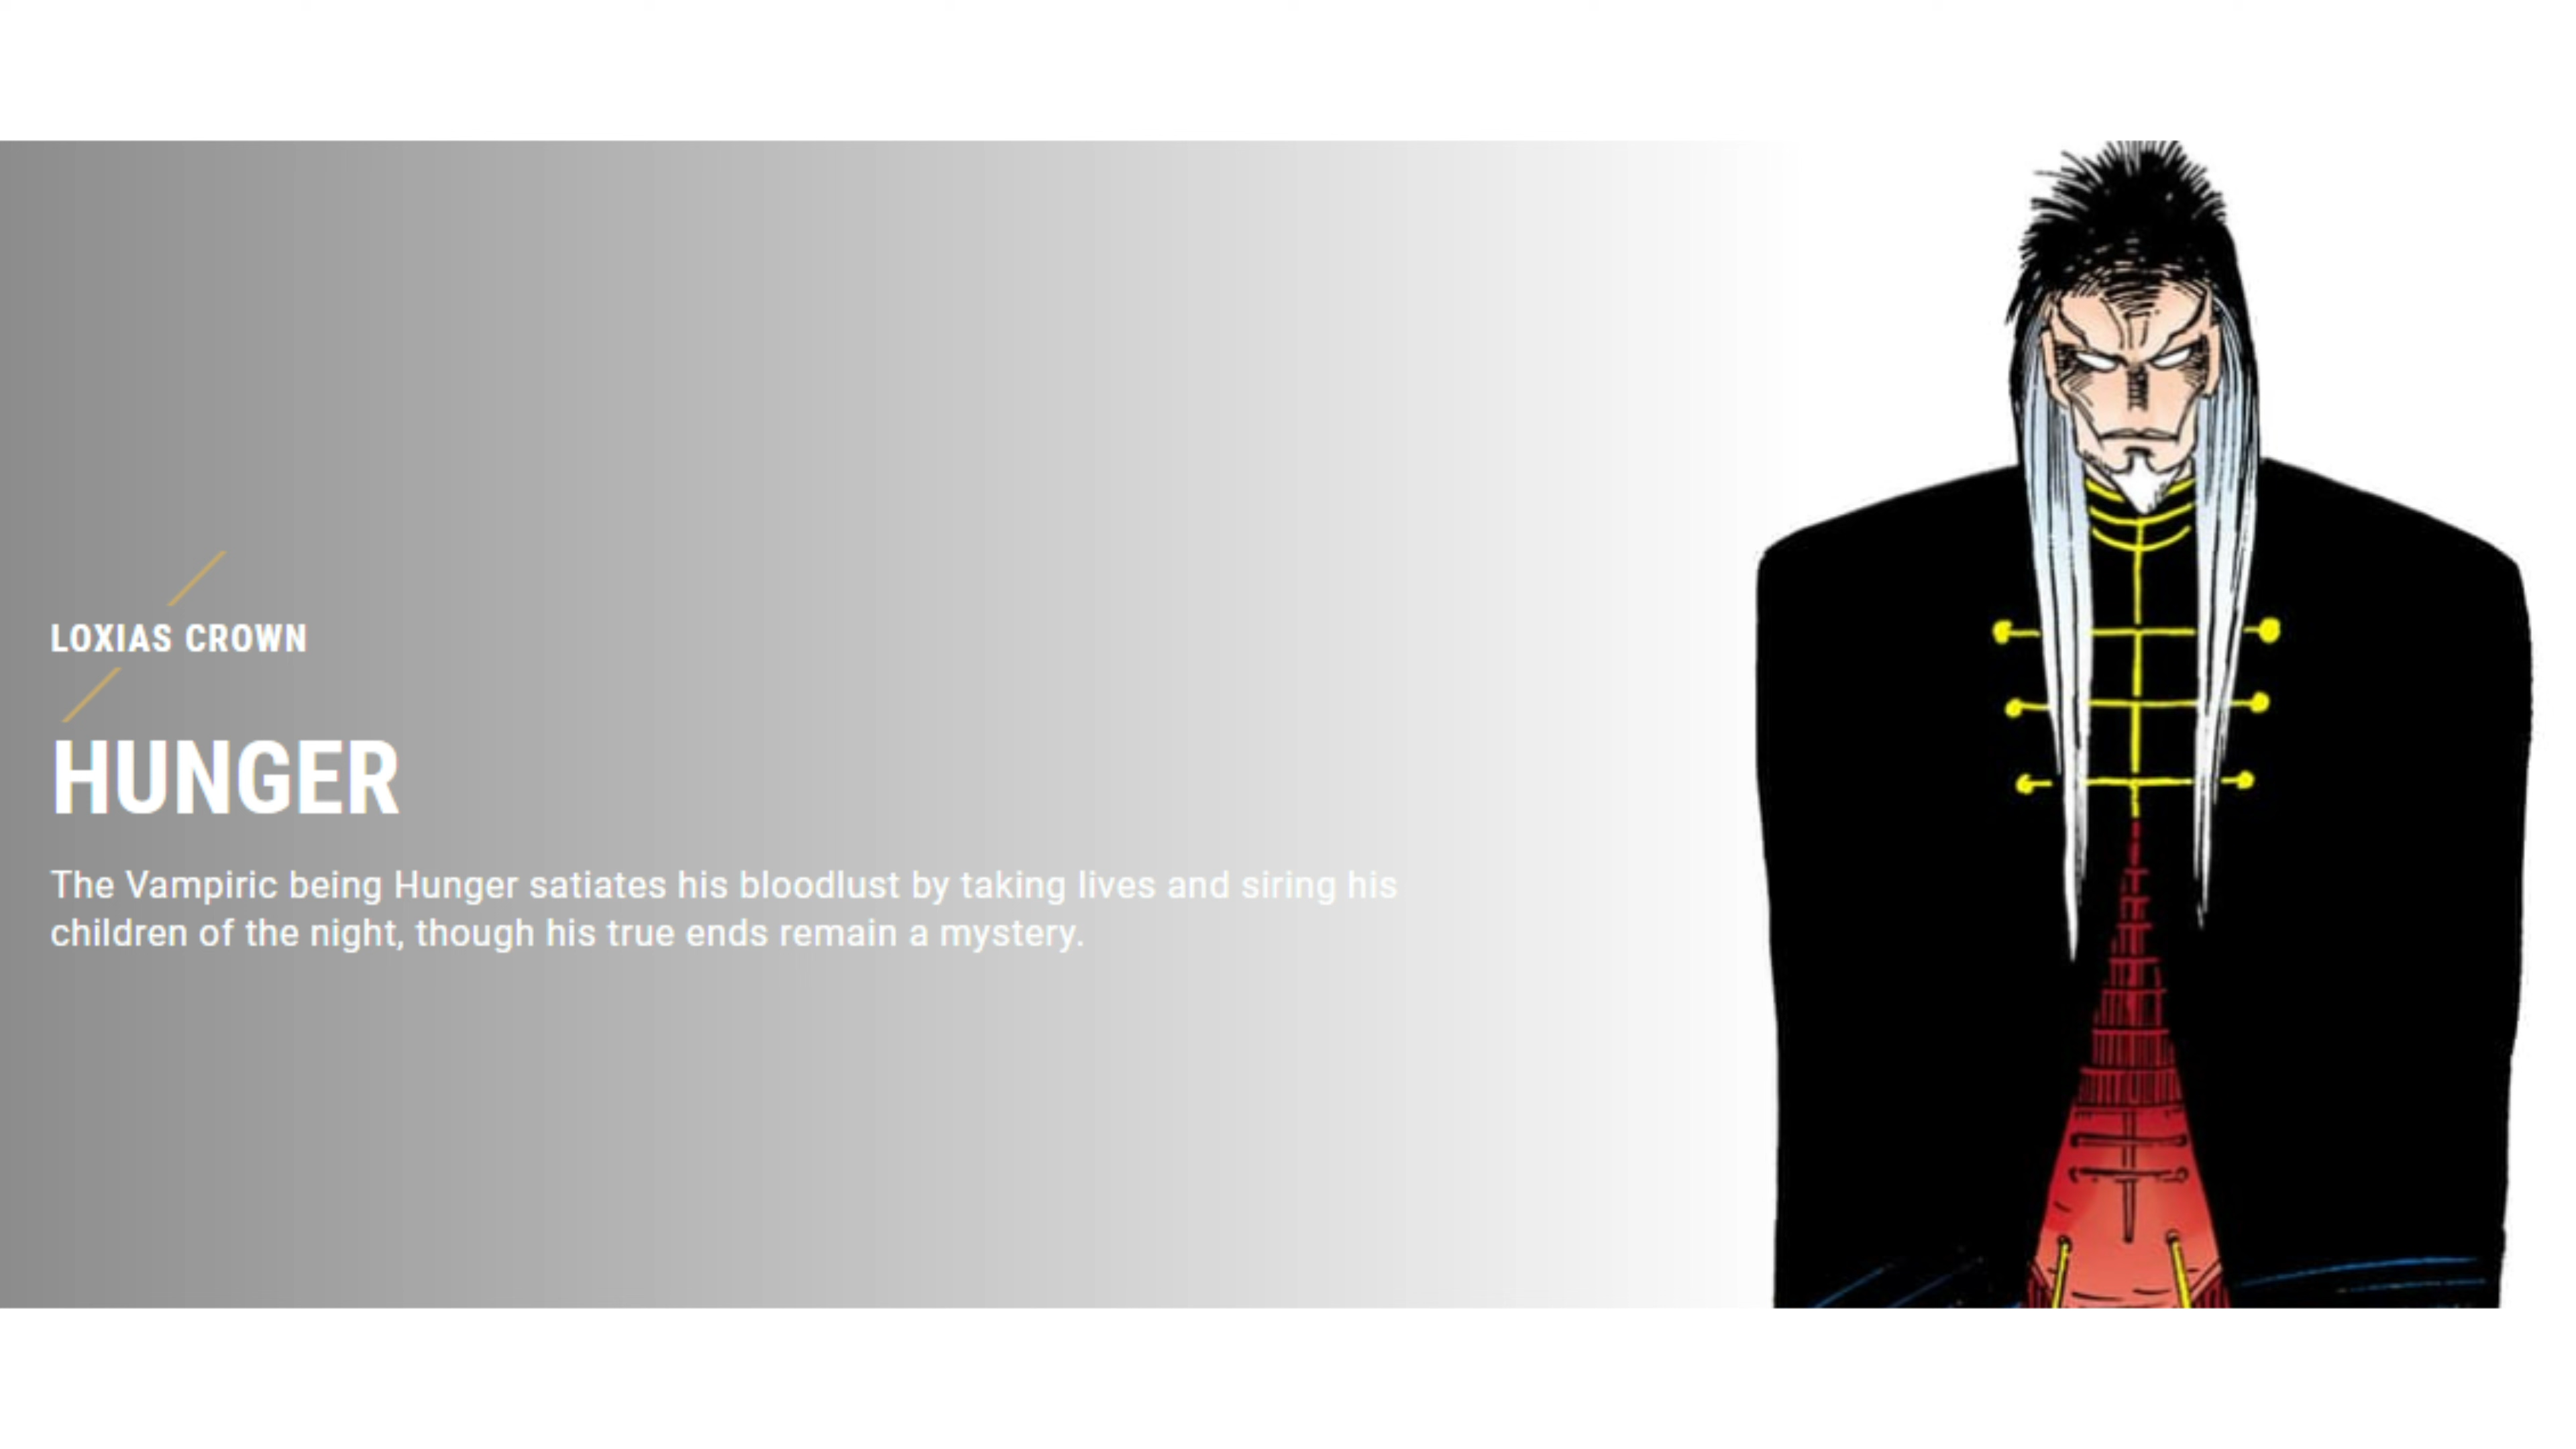 LOXIAS CROWN
HUNGER
The Vampiric being Hunger satiates his bloodlust by taking lives and siring his
children of the night, though his true ends remain a mystery.